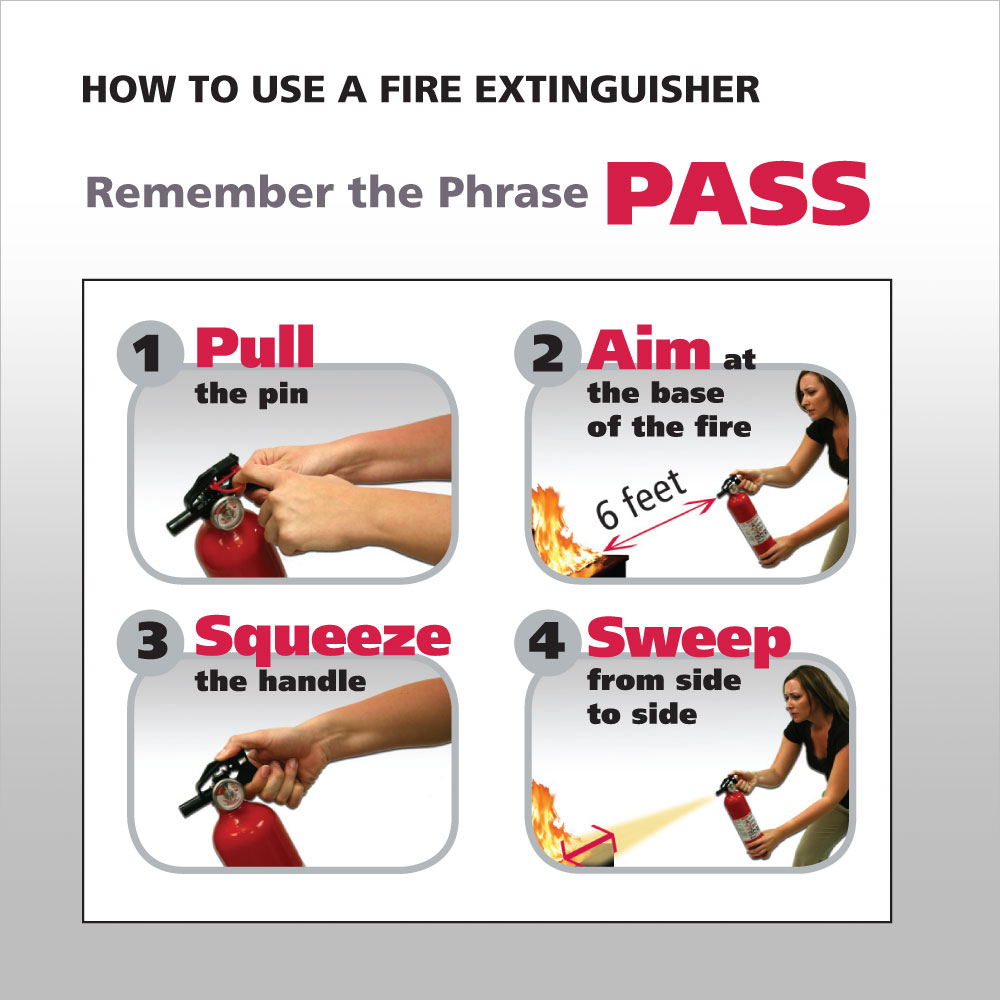 HOW TO USE A FIRE EXTINGUISHER
Remember the Phrase PASS
1 Pull
the pin
2 Aim at
the base
of the fire
6 feet
3 Squeeze
the handle
4 Sweep
from side
to side